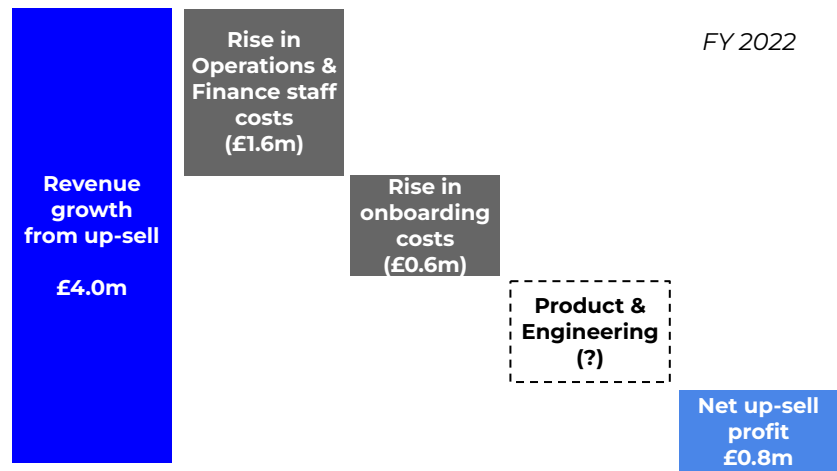 Revenue
growth
from up-sell
£4.0m
Rise in
Operations &
Finance staff
costs
(£1.6m)
Rise in
onboarding
costs
(£0.6m)
Product &
Engineering
(?)
Net up-sell
profit
£0.8m
FY 2022